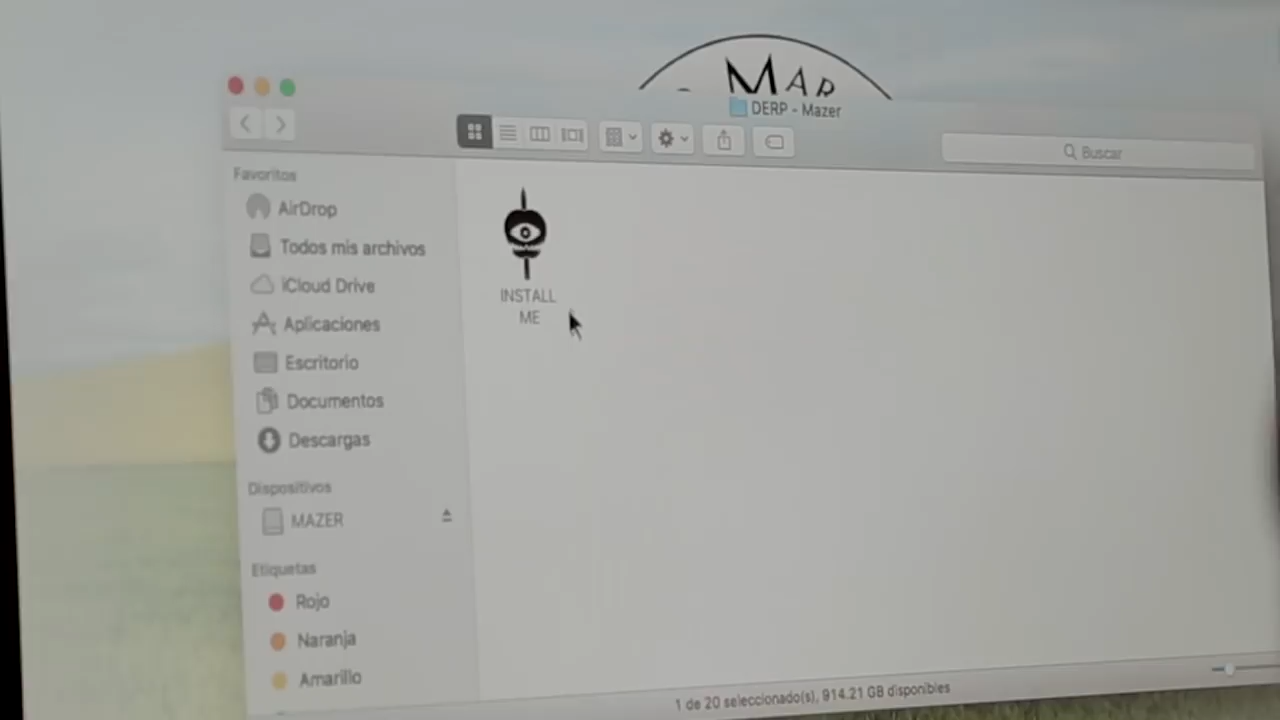 MAR
DERP - Mazer
Buscar
Favoritos
AirDrop
Todos mis archivos
iCloud Drive
Aplicaciones
Escritorio
Documentos
Descargas
Dispositivos
MAZER
Etiquetas
Rojo
Naranja
Amarillo
INSTALL
ME
1 de 20 seleccionado(s), 914.21 GB disponibles